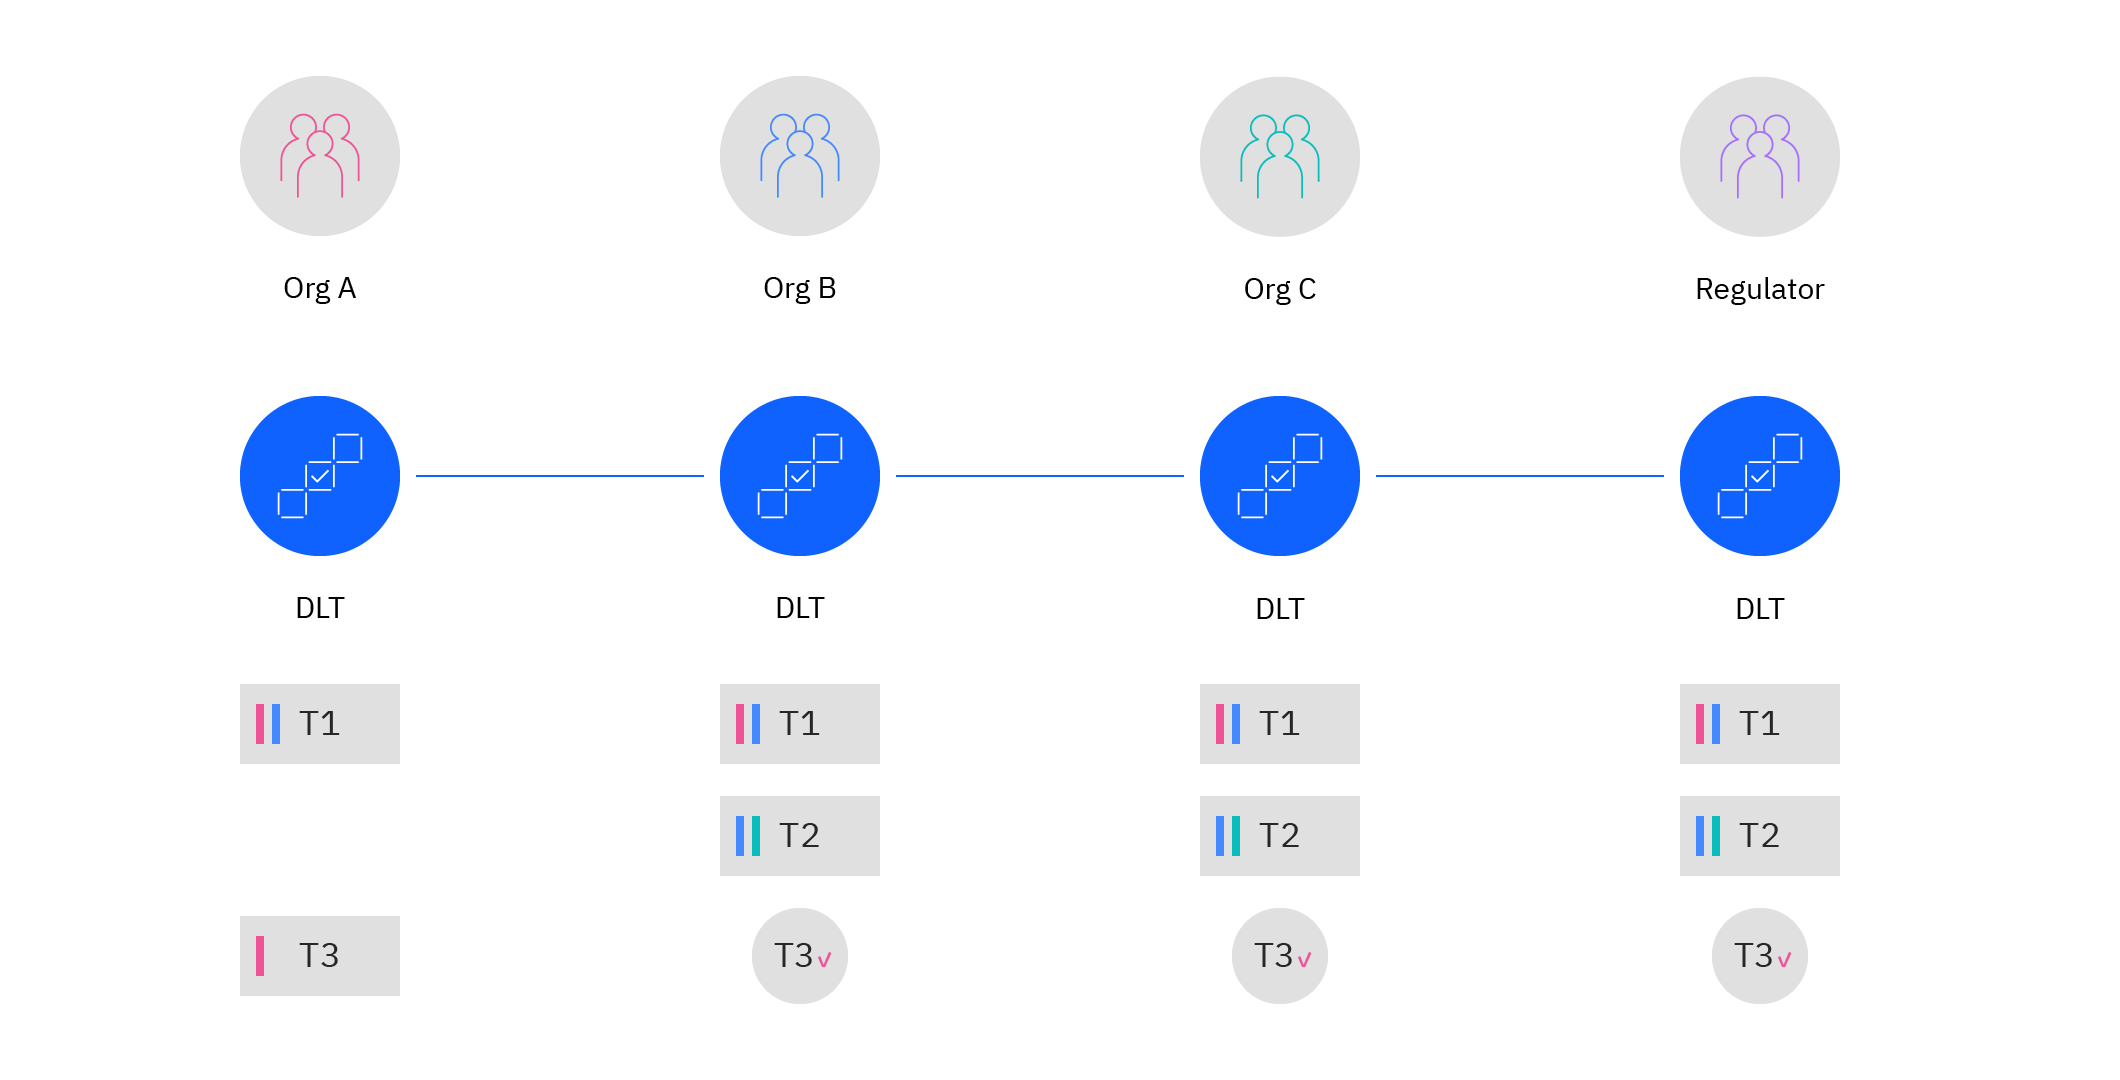 Org A
Org B
Org C
Regulator
DLT
DLT
DLT
DLT
T1
T1
T1
T1
T2
T2
T2
T3
T3✓
T3✓
T3✓